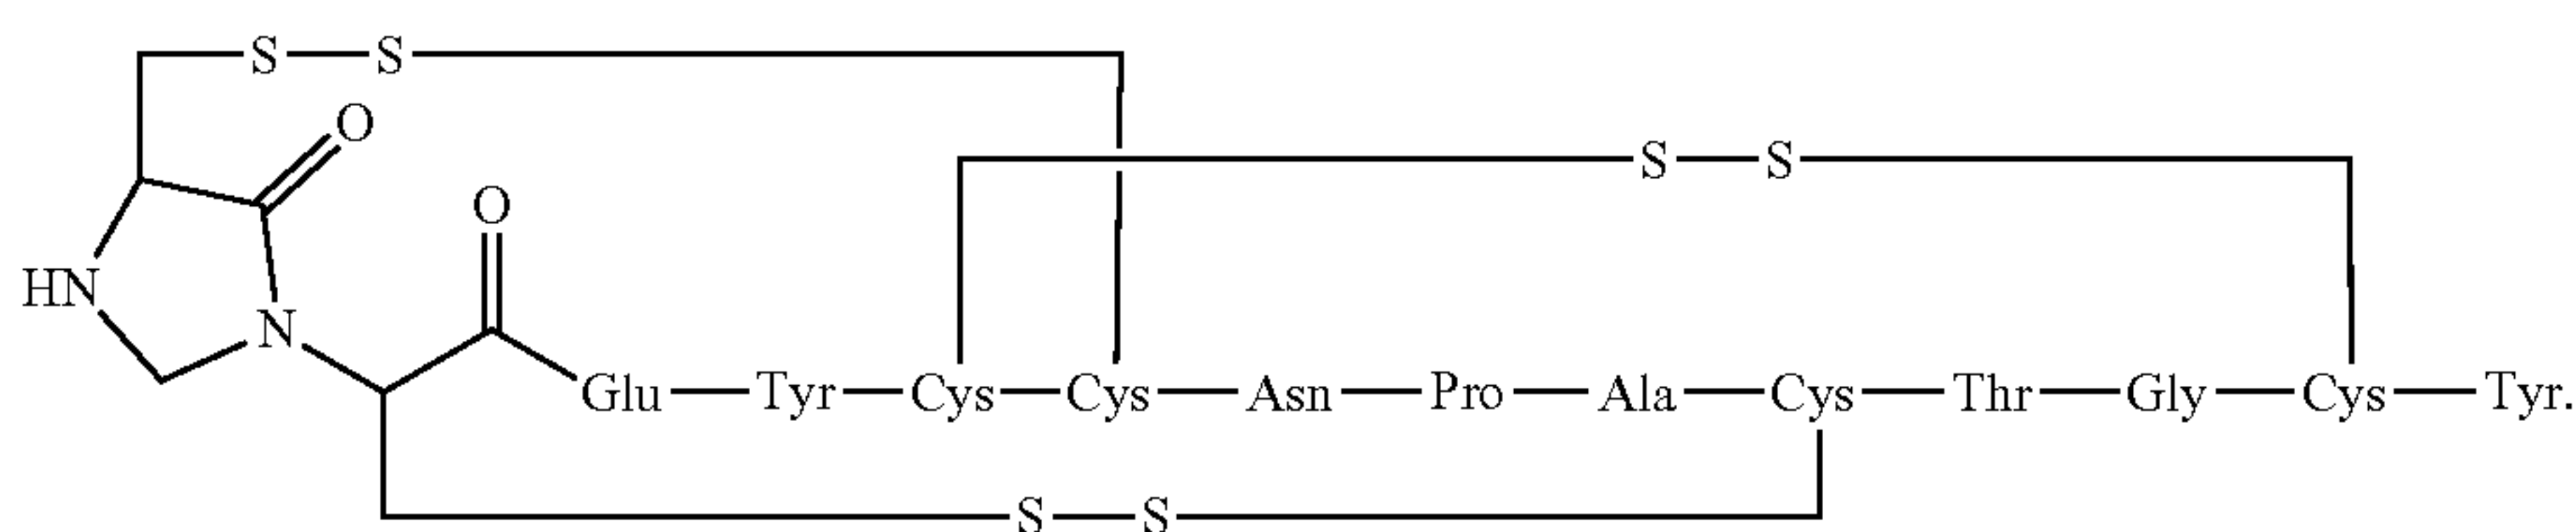 S S
O
S S
O
HN
N
Glu Tyr Cys Cys Asn Pro Ala Cys Thr Gly Cys Tyr.
S S